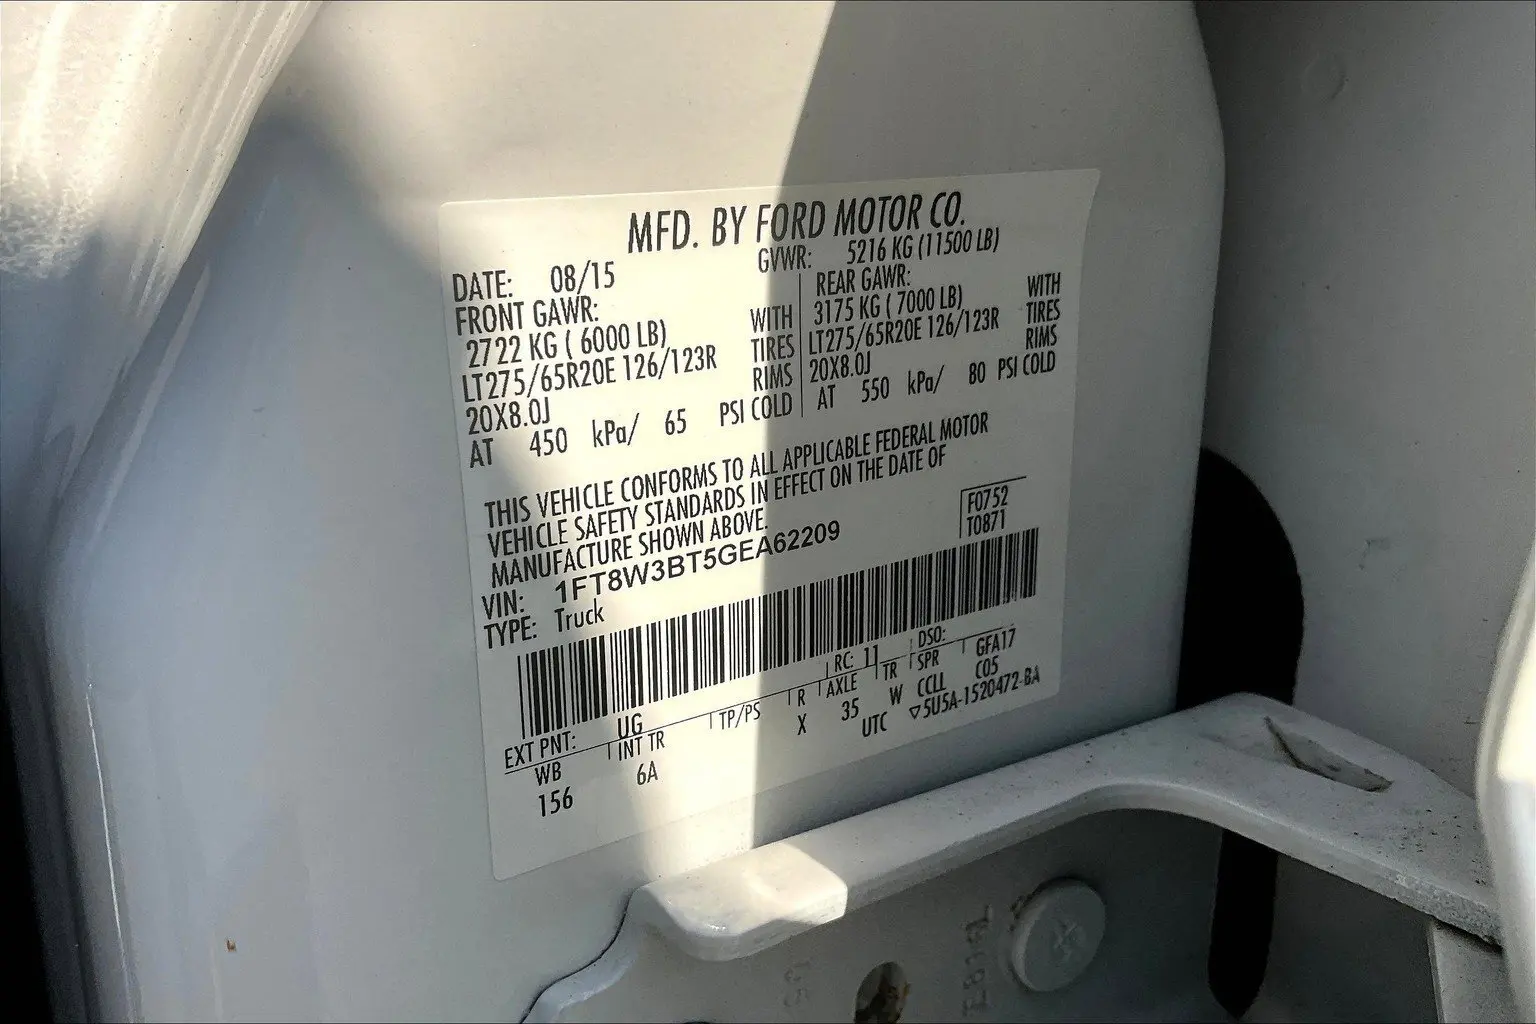 MFD. BY FORD MOTOR CO.
DATE: 08/15
GVWR: 5216 KG (11500 LB)
FRONT GAWR:
2722 KG ( 6000 LB) WITH
LT275/65R20E 126/123R TIRES
20X8.0J RIMS
AT 450 kPa/ 65 PSI COLD
REAR GAWR:
3175 KG ( 7000 LB) WITH
LT275/65R20E 126/123R TIRES
20X8.0J RIMS
AT 550 kPa/ 80 PSI COLD
THIS VEHICLE CONFORMS TO ALL APPLICABLE FEDERAL MOTOR
VEHICLE SAFETY STANDARDS IN EFFECT ON THE DATE OF
MANUFACTURE SHOWN ABOVE.
VIN: 1FT8W3BT5GEA62209
TYPE: Truck
F0752
T0871
EXT PNT: UG RC: 11 DSO:
WB INT TR TP/PS R AXLE TR SPR GFA17
156 6A X 35 W CCLL C05
UTC ▽5U5A-1520472-BA